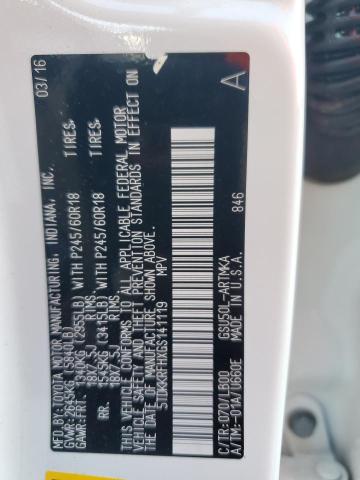 MFD BY: TOYOTA MOTOR MANUFACTURING, INDIANA, INC. 03/16
GVWR: 2645KG (5840LB)
GAWR: FRT. 1340KG (2955LB) WITH P245/60R18 TIRES,
18X7.5J RIMS,
RR. 1545KG (3415LB) WITH P245/60R18 TIRES,
18X7.5J RIMS,
THIS VEHICLE CONFORMS TO ALL APPLICABLE FEDERAL MOTOR
VEHICLE SAFETY AND THEFT PREVENTION STANDARDS IN EFFECT ON
THE DATE OF MANUFACTURE SHOWN ABOVE.
5TDKKRFHXGS141119 MPV
A
846
C/TR:070/LB00 GSU50L-ARTMKA
A/TM:-01A/U660E MADE IN U.S.A.